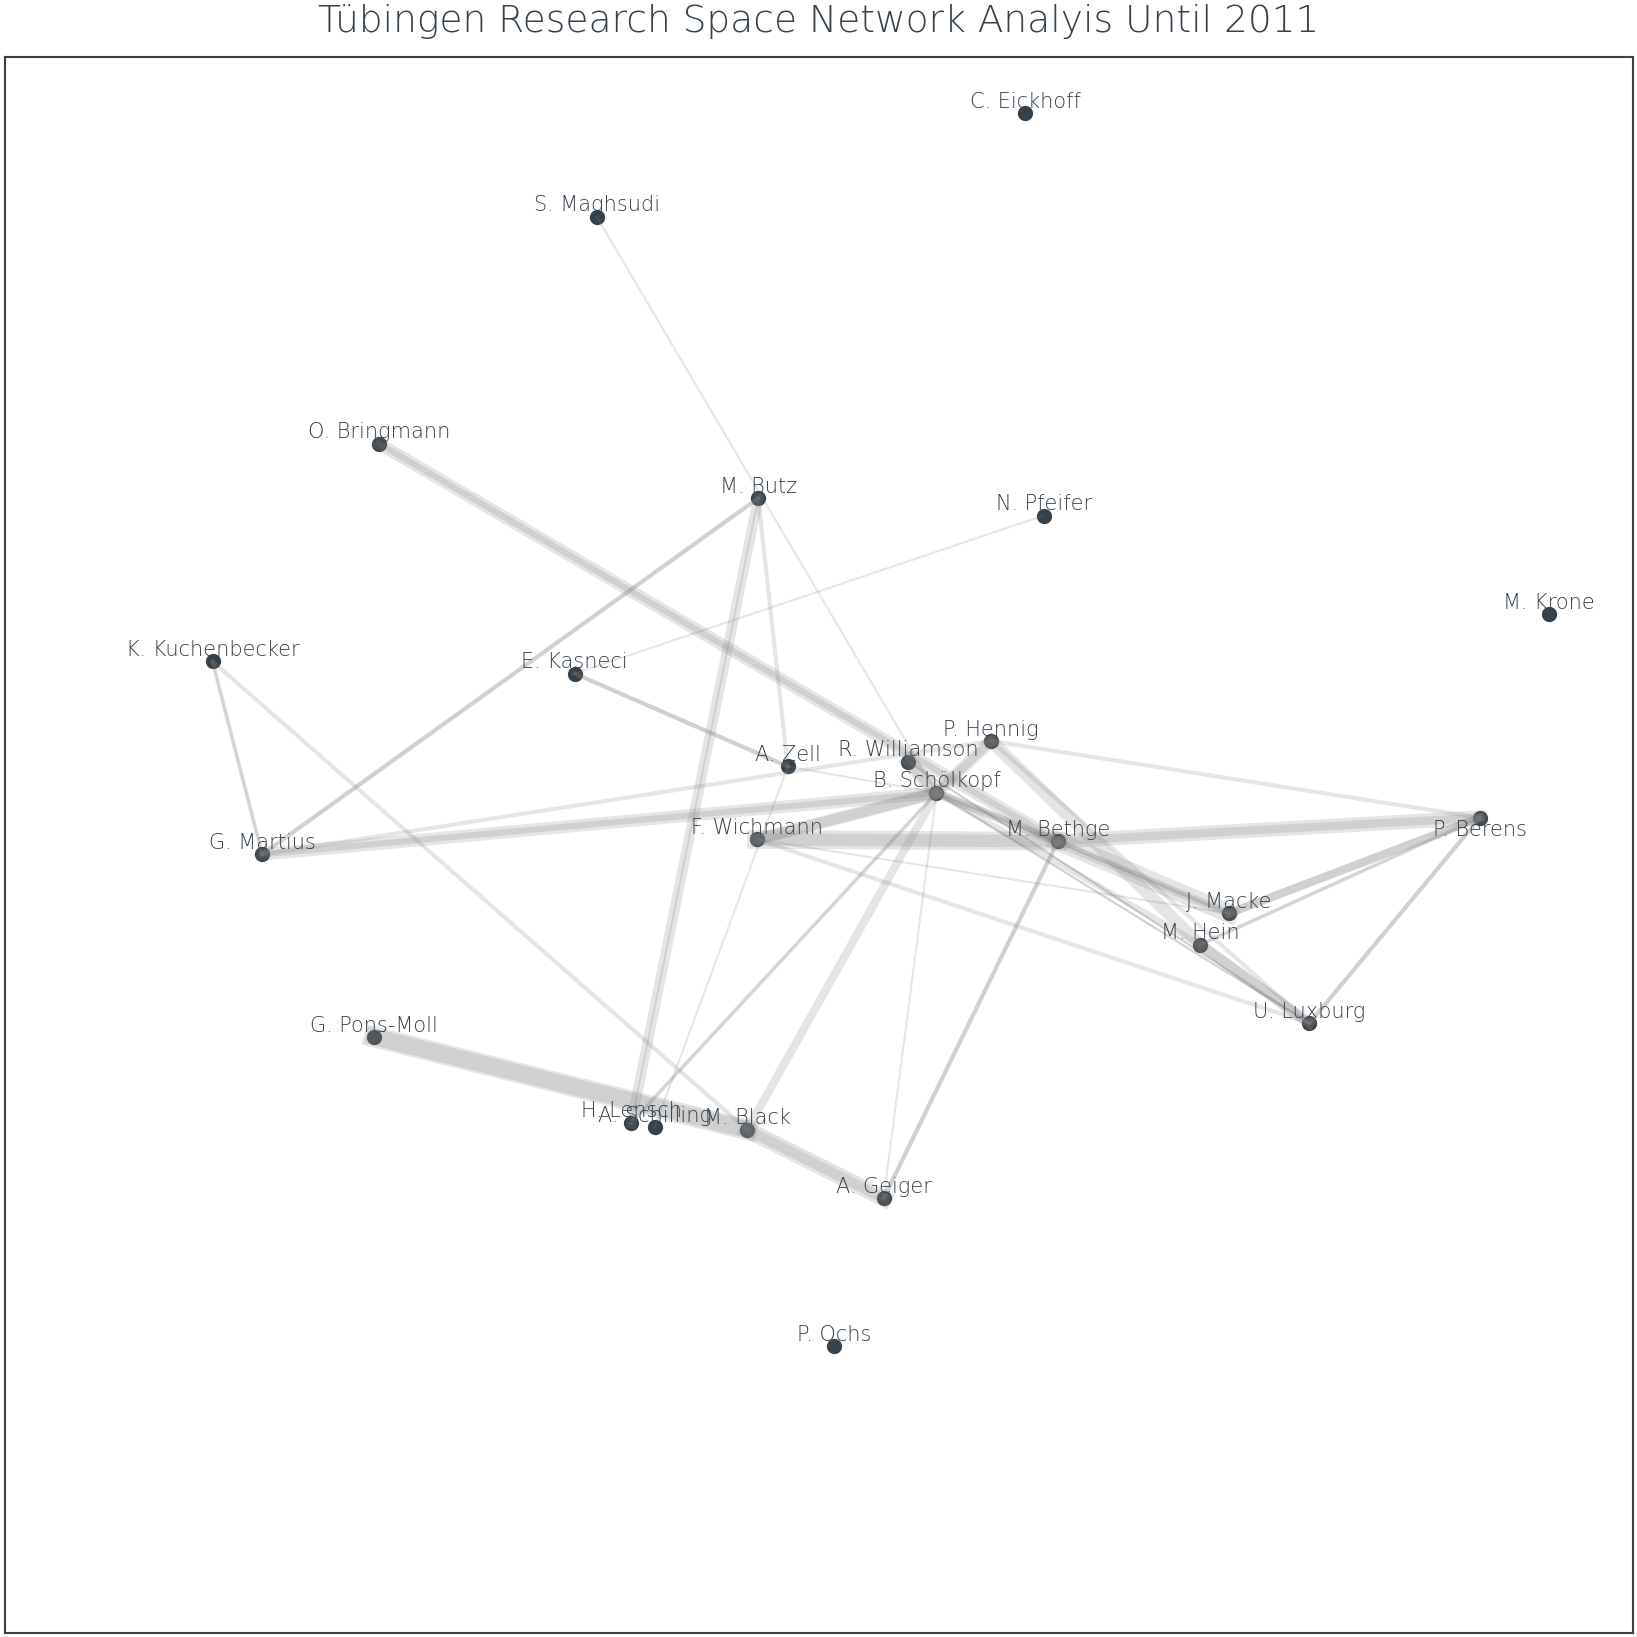 Tübingen Research Space Network Analyis Until 2011
C. Eickhoff
S. Maghsudi
O. Bringmann
M. Butz
N. Pfeifer
M. Krone
K. Kuchenbecker
E. Kasneci
P. Hennig
R. Williamson
A. Zell
B. Schölkopf
F. Wichmann
M. Bethge
P. Berens
G. Martius
J. Macke
M. Hein
U. Luxburg
G. Pons-Moll
H. Lensch
A. Schilling
M. Black
A. Geiger
P. Ochs